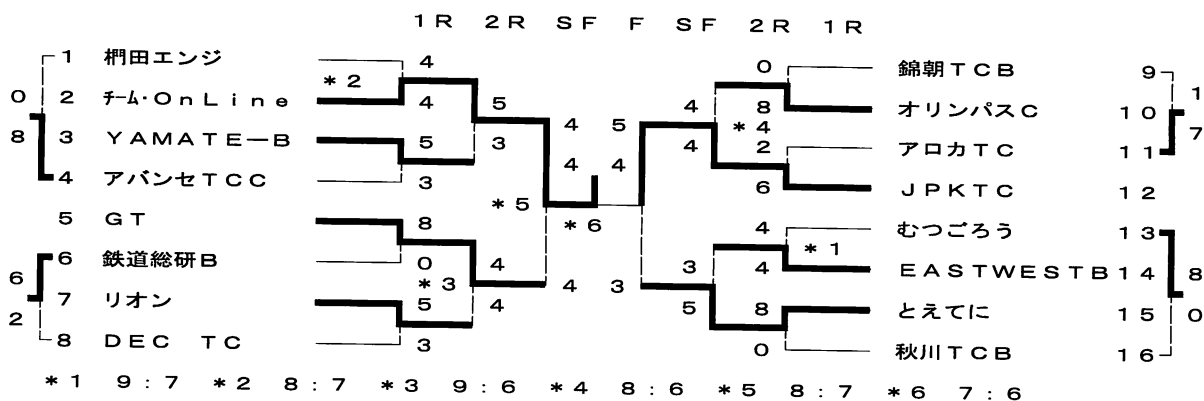 1R 2R SF F SF 2R 1R
1 椚田エンジ 4 0 錦朝TCB 9
0 2 チーム・OnLine *2 4 5 4 8 オリンパスC 10 1
8 3 YAMATE－B 5 3 4 5 4 *4 2 アロカTC 11 7
4 アバンセTCC 3 4 4 6 JPKTC 12
5 GT 8 *5 *6 4 むつごろう 13
6 6 鉄道総研B 0 *3 4 3 4 *1 EASTWESTB 14 8
2 7 リオン 5 4 4 3 5 8 とえてに 15 0
8 DEC TC 3 0 秋川TCB 16
*1 9:7 *2 8:7 *3 9:6 *4 8:6 *5 8:7 *6 7:6